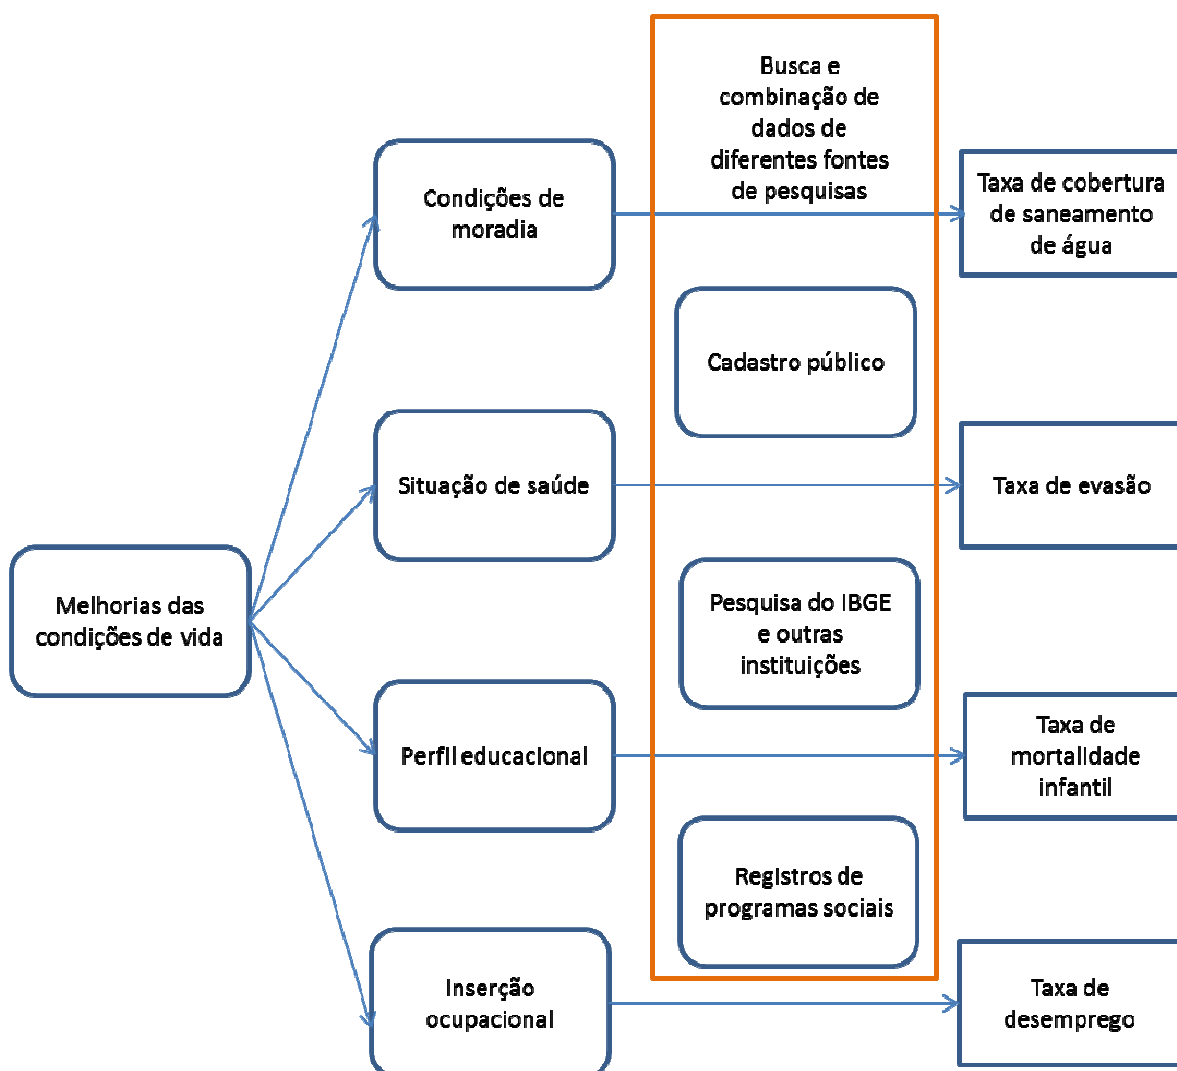 Busca e
combinação de
dados de
diferentes fontes
de pesquisas
Condições de
moradia
Taxa de cobertura
de saneamento
de água
Cadastro público
Situação de saúde
Taxa de evasão
Melhorias das
condições de vida
Pesquisa do IBGE
e outras
instituições
Perfil educacional
Taxa de
mortalidade
infantil
Registros de
programas sociais
Inserção
ocupacional
Taxa de
desemprego